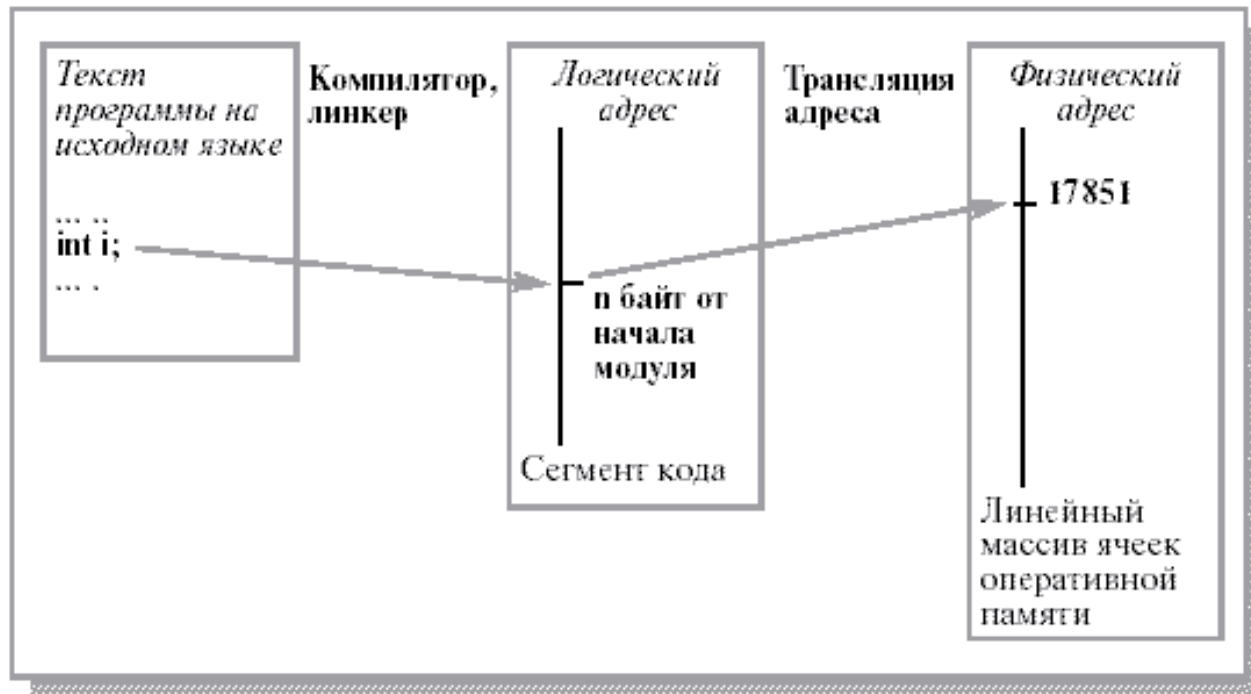 Текст
программы на
исходном языке
... ..
int i;
... .
Компилятор,
линкер
Логический
адрес
n байт от
начала
модуля
Сегмент кода
Трансляция
адреса
Физический
адрес
17851
Линейный
массив ячеек
оперативной
памяти